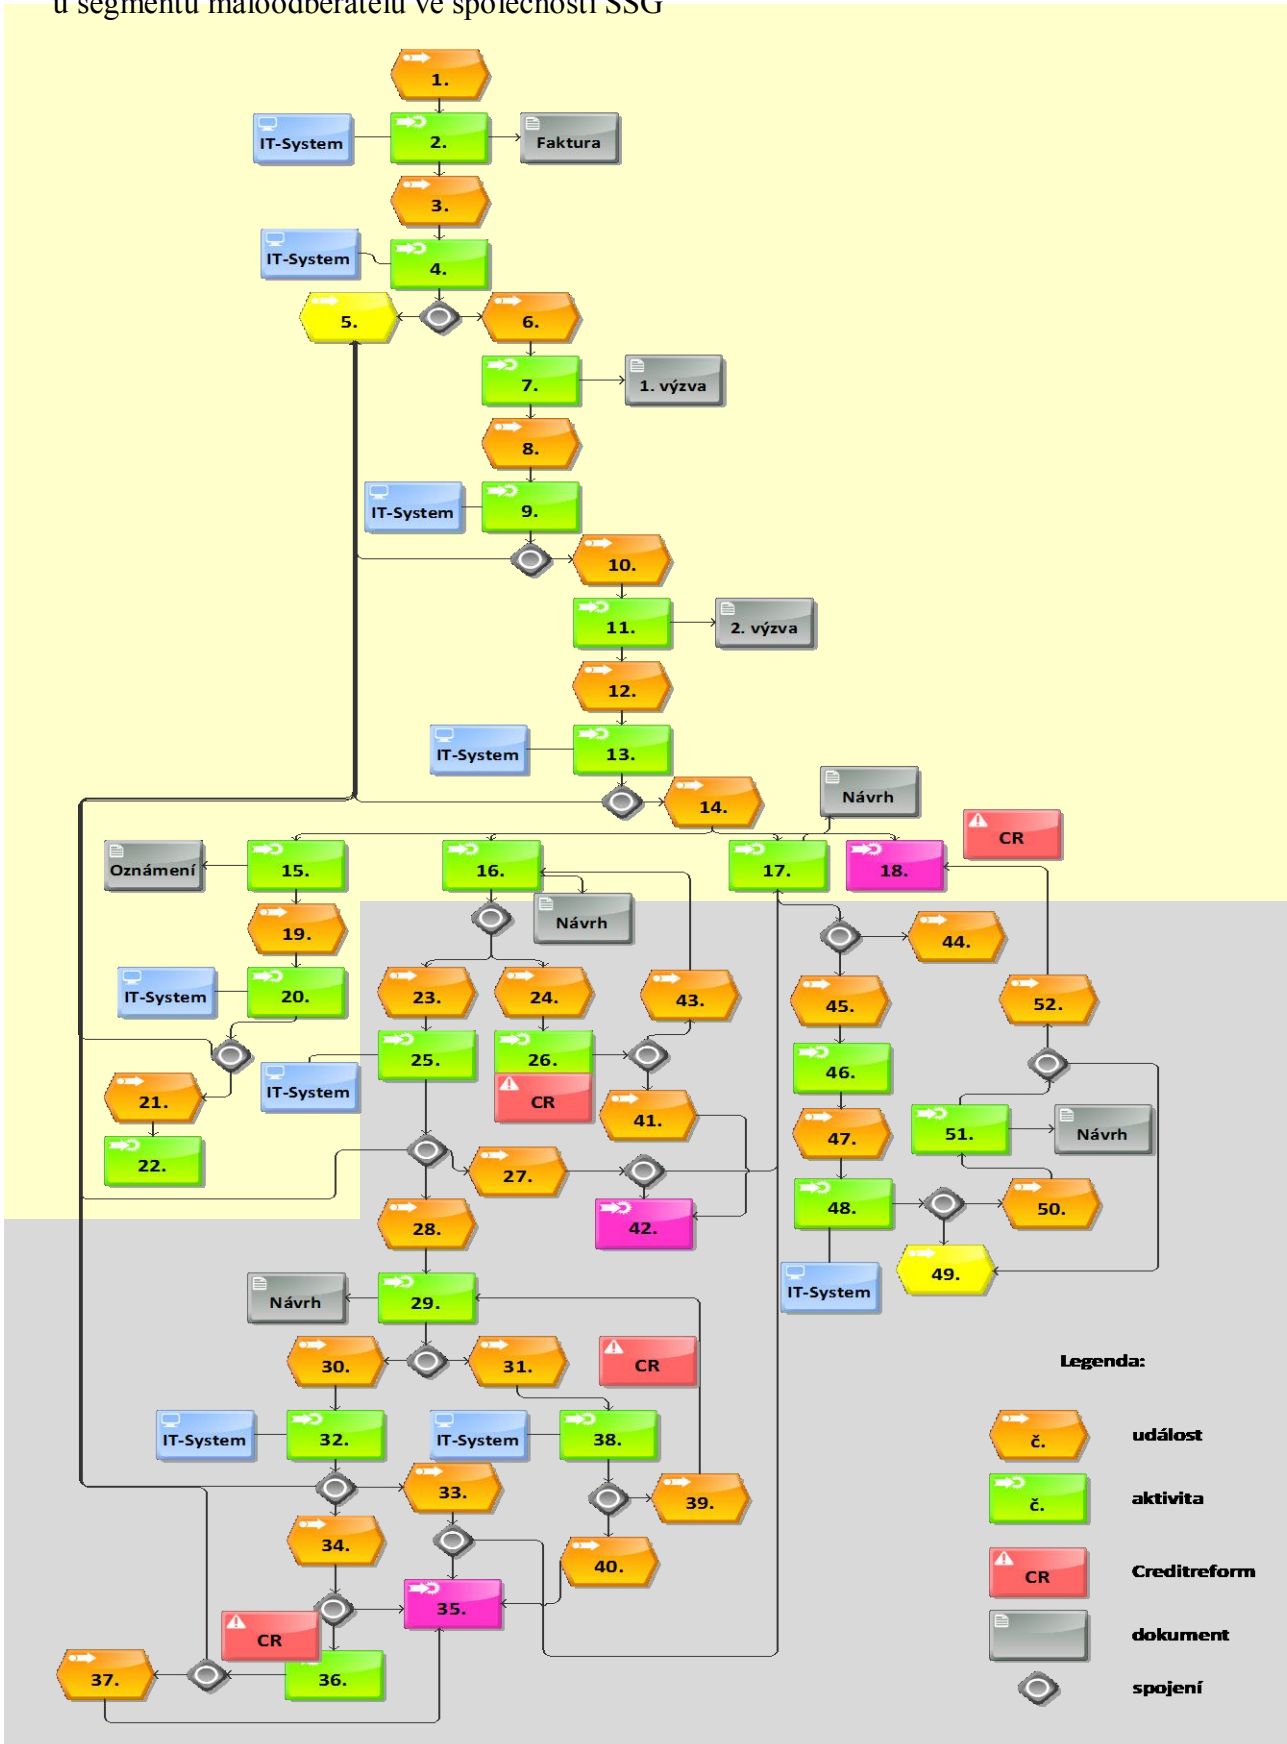 u segmentu maloodběratelů ve společnosti SSG
1.
IT-System
2.
Faktura
3.
IT-System
4.
5.
6.
7.
1. výzva
8.
IT-System
9.
10.
11.
2. výzva
12.
IT-System
13.
14.
Návrh
CR
Oznámení
15.
16.
17.
18.
Návrh
19.
44.
IT-System
20.
23.
24.
43.
45.
52.
25.
26.
46.
IT-System
21.
CR
41.
47.
51.
Návrh
22.
27.
42.
48.
50.
28.
49.
IT-System
Návrh
29.
30.
31.
CR
Legenda:
IT-System
32.
IT-System
38.
č.
událost
33.
39.
č.
aktivita
34.
40.
CR
Creditreform
35.
CR
dokument
37.
36.
spojení